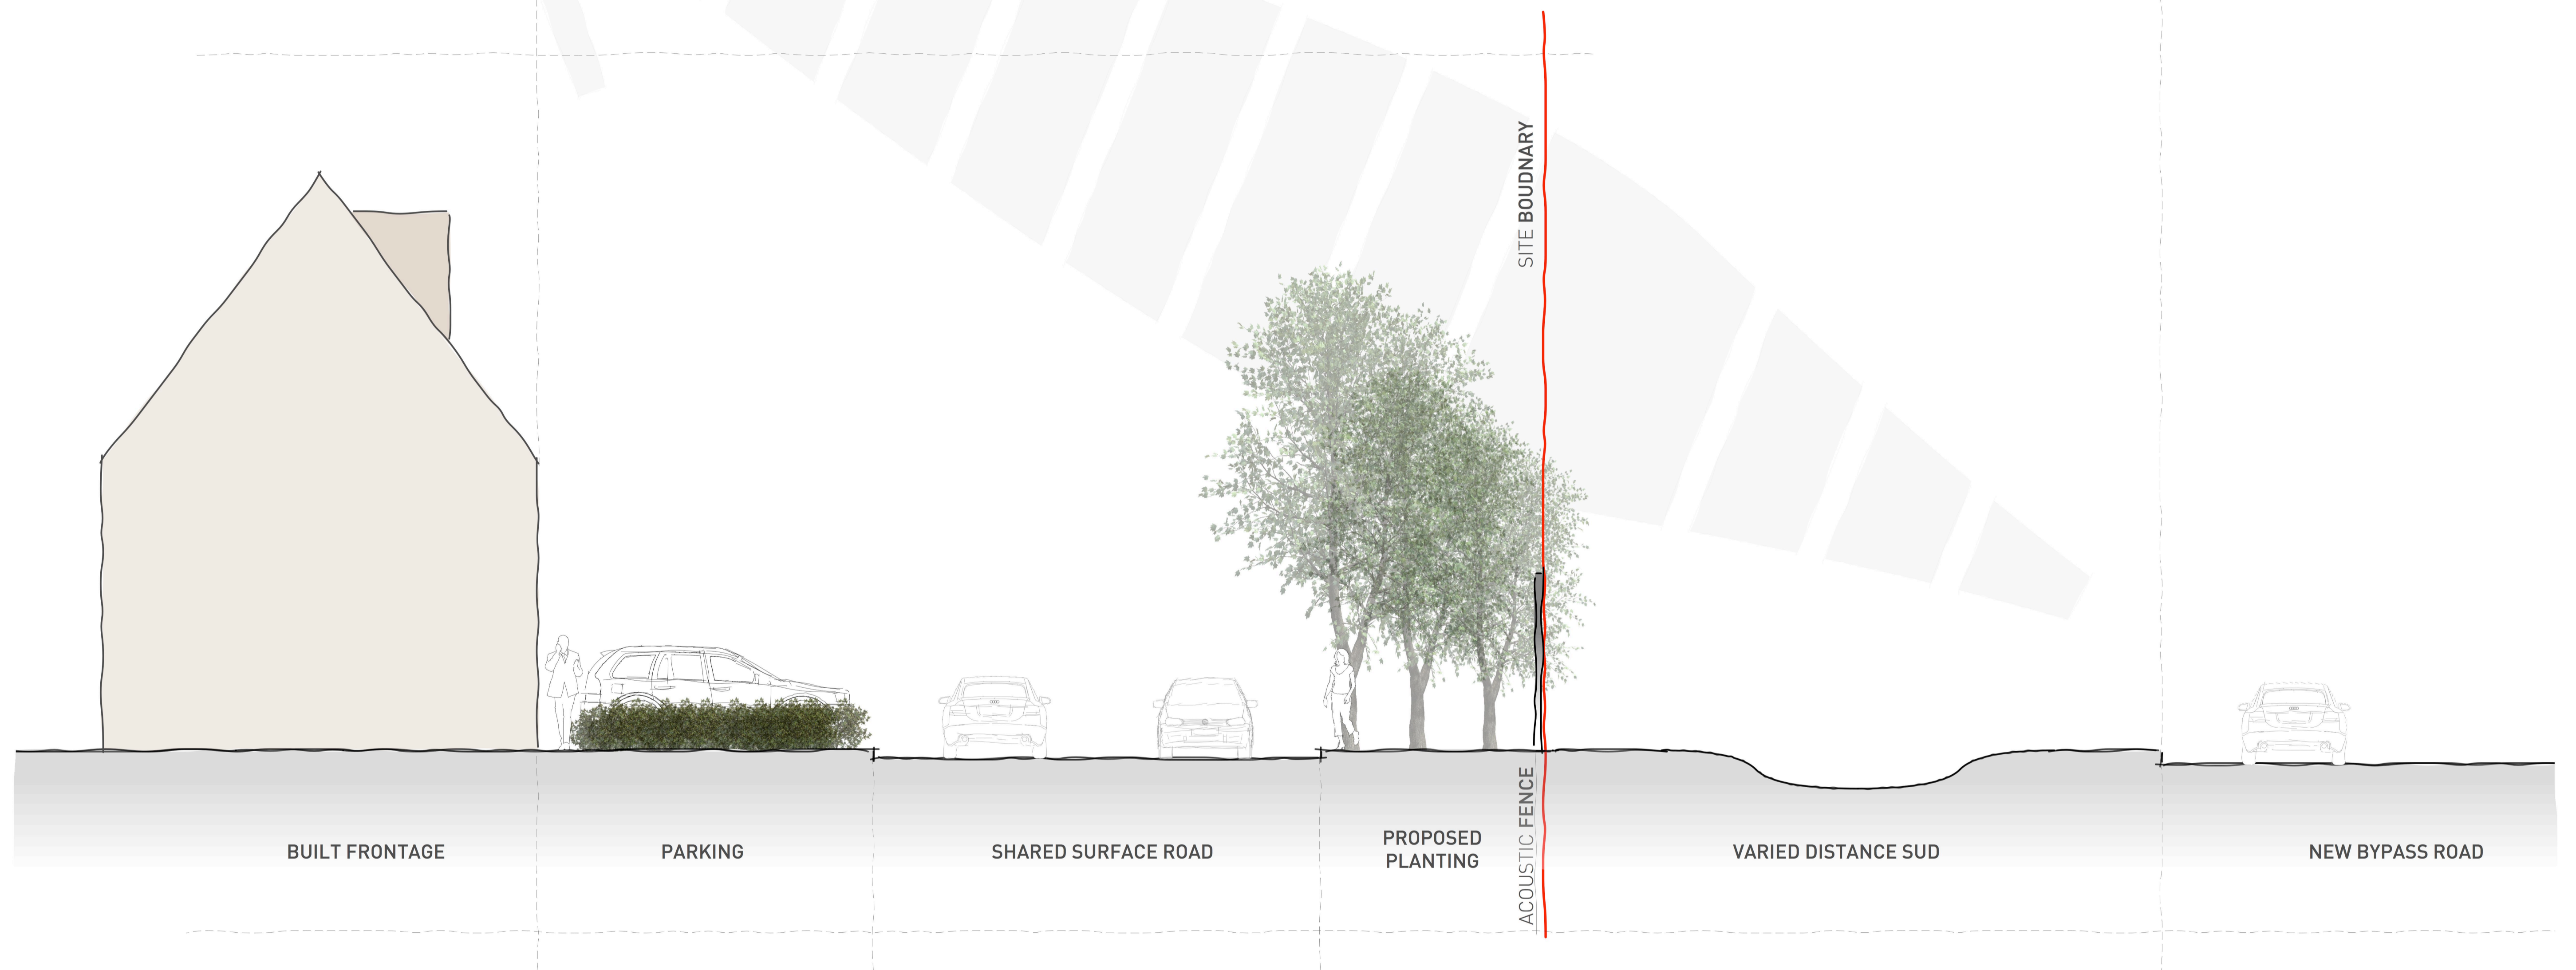 SITE BOUDNARY
BUILT FRONTAGE
PARKING
SHARED SURFACE ROAD
PROPOSED
PLANTING
ACOUSTIC FENCE
VARIED DISTANCE SUD
NEW BYPASS ROAD